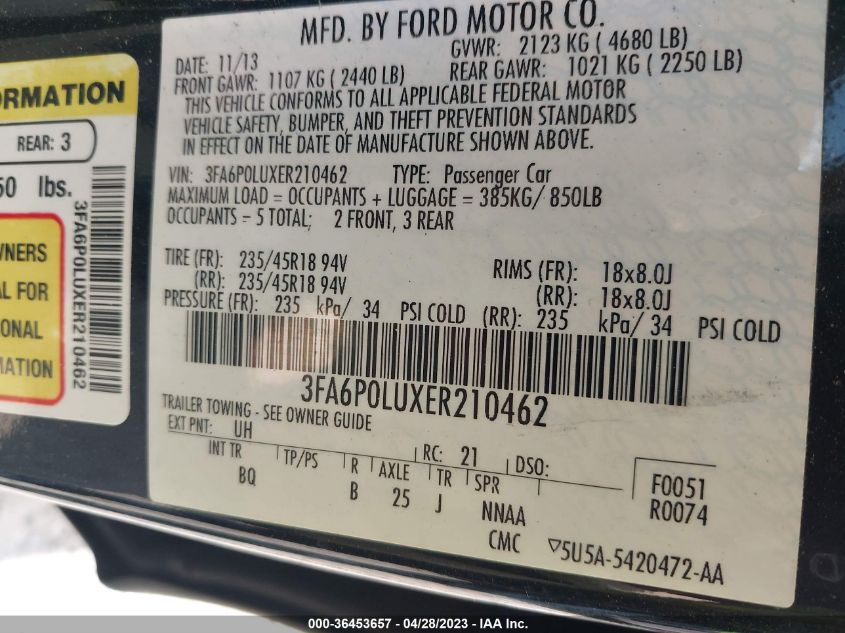 MFD. BY FORD MOTOR CO.
DATE: 11/13 GVWR: 2123 KG ( 4680 LB)
FRONT GAWR: 1107 KG ( 2440 LB) REAR GAWR: 1021 KG ( 2250 LB)
THIS VEHICLE CONFORMS TO ALL APPLICABLE FEDERAL MOTOR
VEHICLE SAFETY, BUMPER, AND THEFT PREVENTION STANDARDS
IN EFFECT ON THE DATE OF MANUFACTURE SHOWN ABOVE.
VIN: 3FA6P0LUXER210462 TYPE: Passenger Car
MAXIMUM LOAD = OCCUPANTS + LUGGAGE = 385KG/ 850LB
OCCUPANTS = 5 TOTAL; 2 FRONT, 3 REAR
TIRE (FR): 235/45R18 94V RIMS (FR): 18x8.0J
(RR): 235/45R18 94V (RR): 18x8.0J
PRESSURE (FR): 235 kPa/ 34 PSI COLD (RR): 235 kPa/ 34 PSI COLD
3FA6P0LUXER210462
TRAILER TOWING - SEE OWNER GUIDE
EXT PNT: UH RC: 21 DSO:
INT TR TP/PS R AXLE TR SPR
BQ B 25 J NNAA
CMC
F0051
R0074
▽5U5A-5420472-AA
ORMATION
REAR: 3
50 lbs.
3FA6P0LUXER210462
WNERS
AL FOR
IONAL
MATION
000-36453657 - 04/28/2023 - IAA Inc.